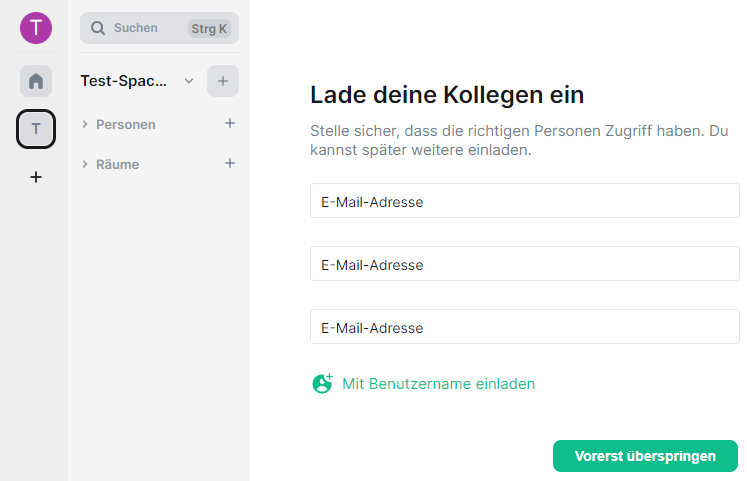 T
Suchen
Strg K
Test-Spac...
T
Personen
Räume
Lade deine Kollegen ein
Stelle sicher, dass die richtigen Personen Zugriff haben. Du
kannst später weitere einladen.
E-Mail-Adresse
E-Mail-Adresse
E-Mail-Adresse
Mit Benutzername einladen
Vorerst überspringen